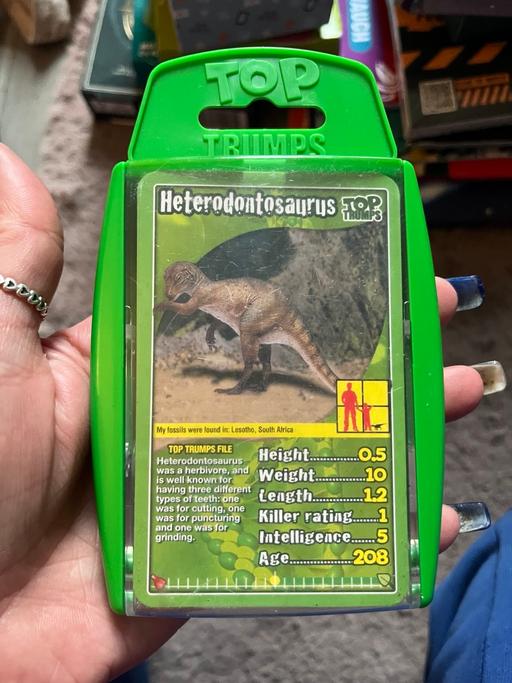 TOP
TRUMPS
Heterodontosaurus
TOP
TRUMPS
My fossils were found in: Lesotho, South Africa
TOP TRUMPS FILE
Heterodontosaurus
was a herbivore, and
is well known for
having three different
types of teeth; one
was for cutting, one
was for puncturing
and one was for
grinding.
Height..............0.5
Weight..............10
Length..............1.2
Killer rating......1
Intelligence......5
Age..................208